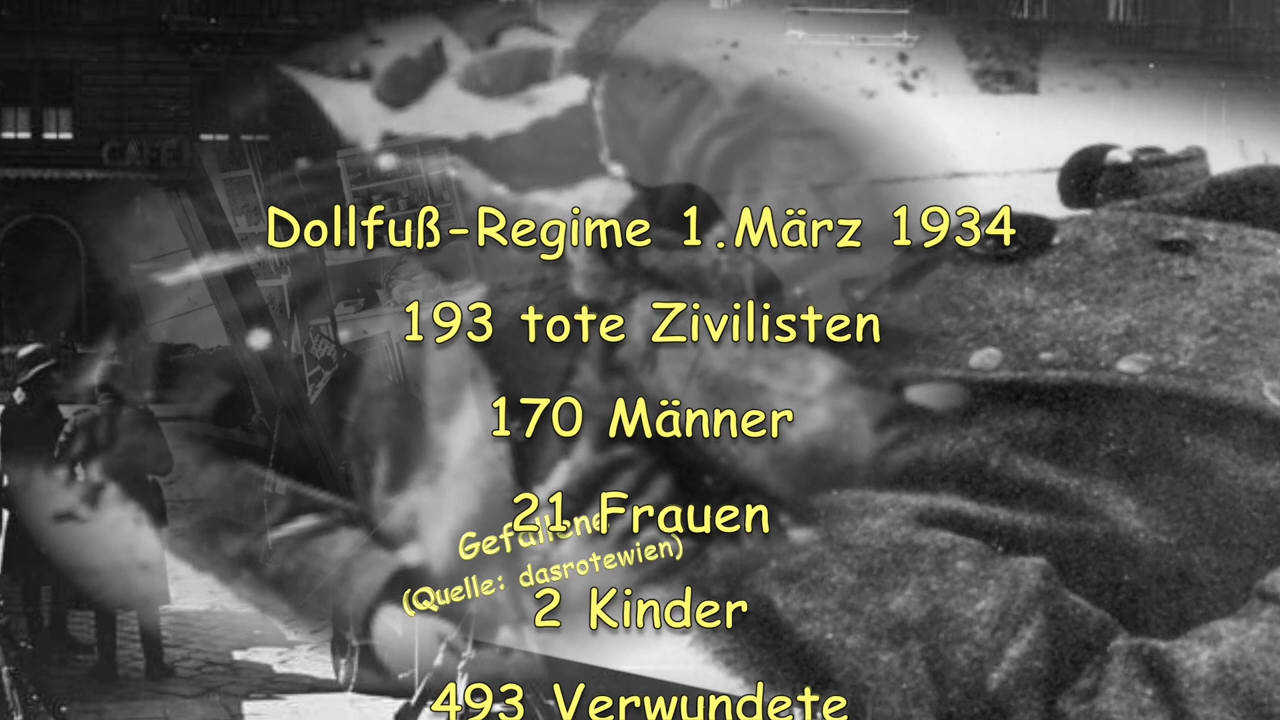 CAFE
Dollfuß-Regime 1.März 1934
193 tote Zivilisten
170 Männer
21 Frauen
Gefallene
(Quelle: dasrotewien)
2 Kinder
493 Verwundete